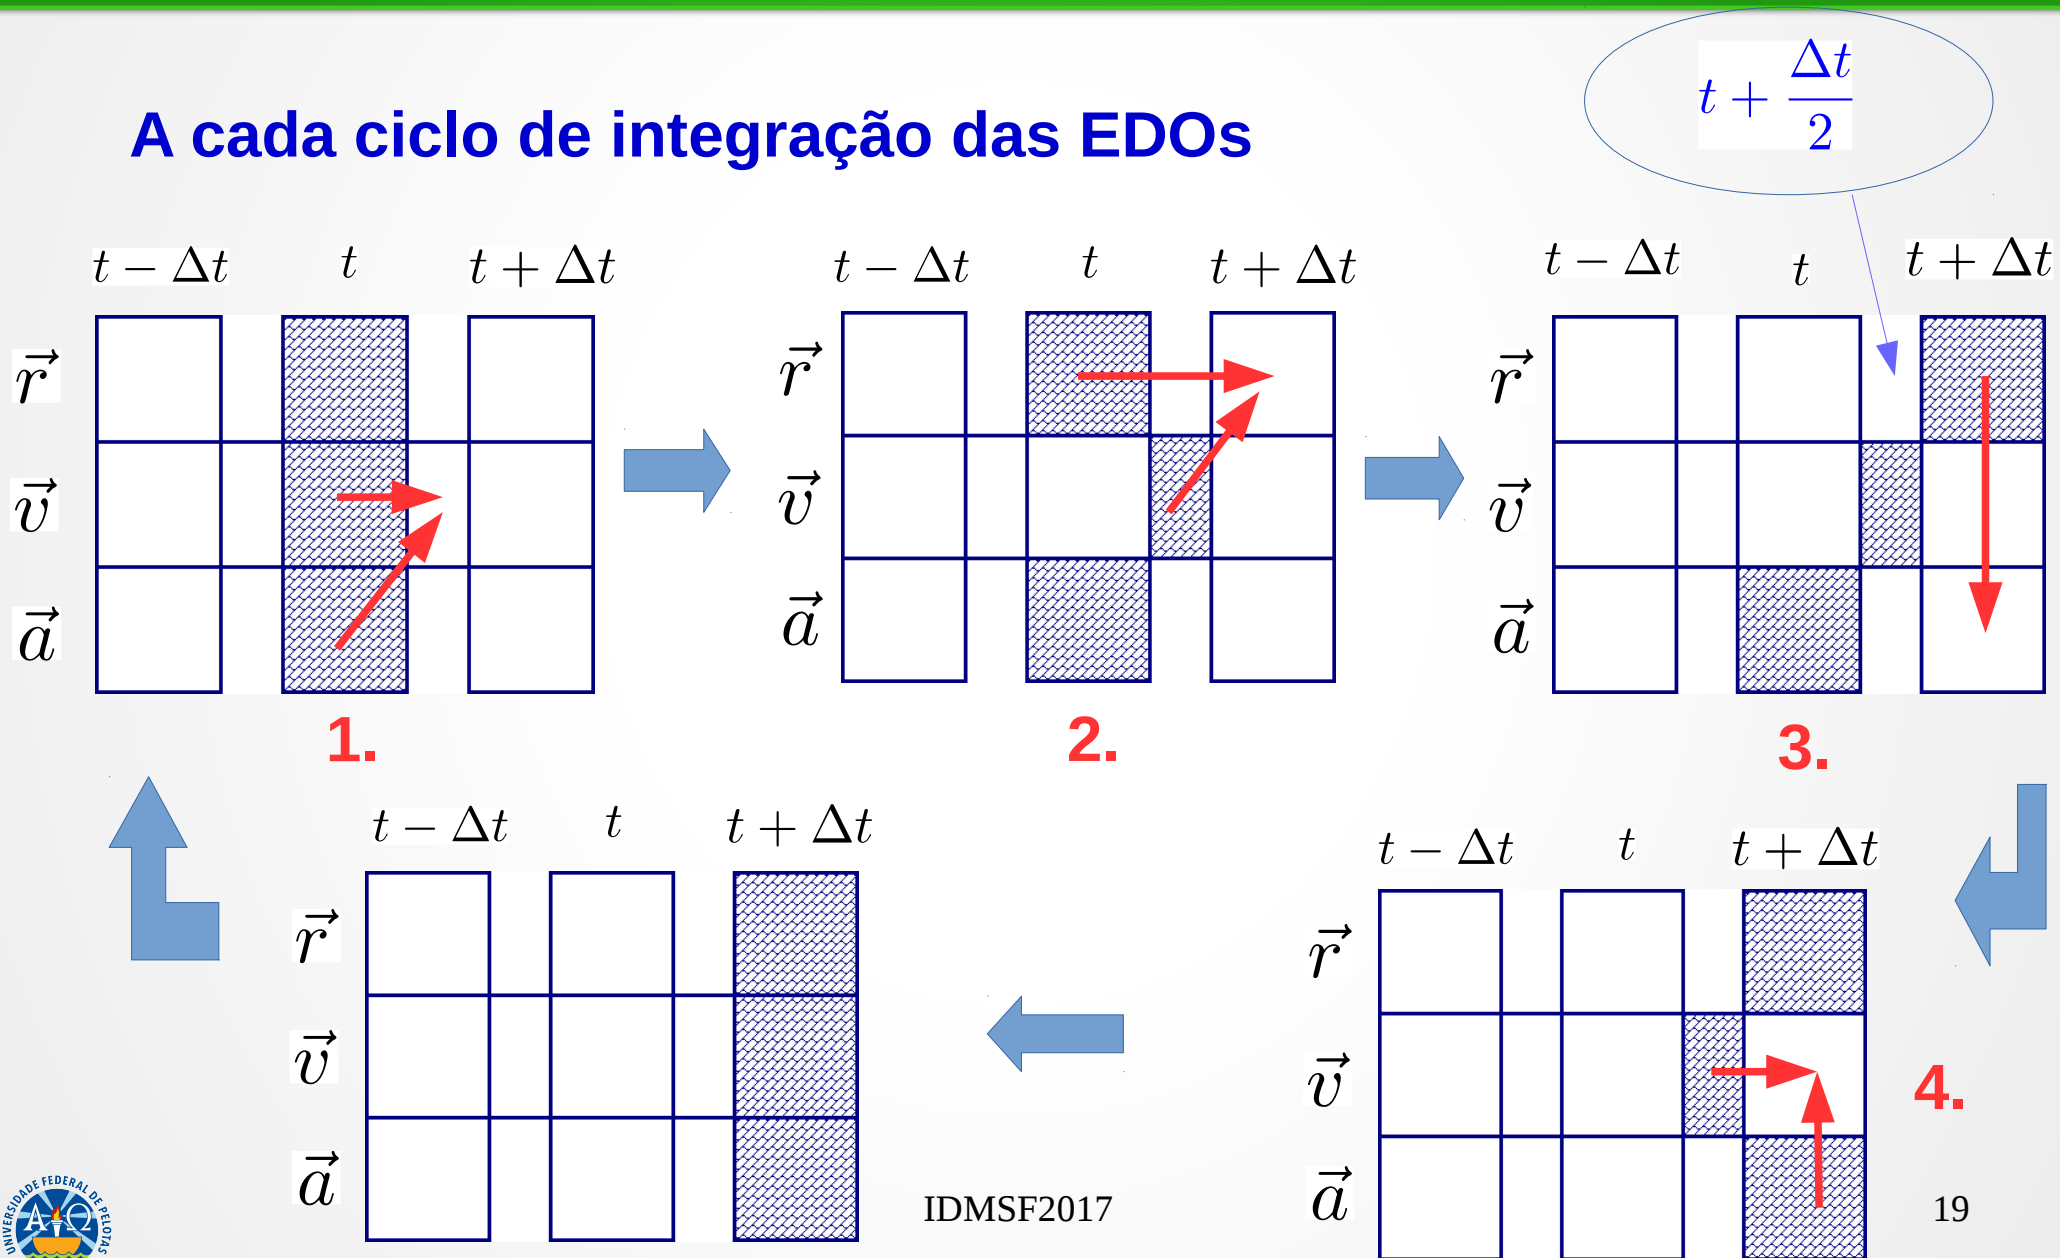 t + Δt/2
A cada ciclo de integração das EDOs
t − Δt t t + Δt
r⃗
v⃗
a⃗
1.
t − Δt t t + Δt
r⃗
v⃗
a⃗
2.
t − Δt t t + Δt
r⃗
v⃗
a⃗
3.
t − Δt t t + Δt
r⃗
v⃗
a⃗
4.
t − Δt t t + Δt
r⃗
v⃗
a⃗
UNIVERSIDADE FEDERAL DE PELOTAS
ΑΩ
IDMSF2017
19